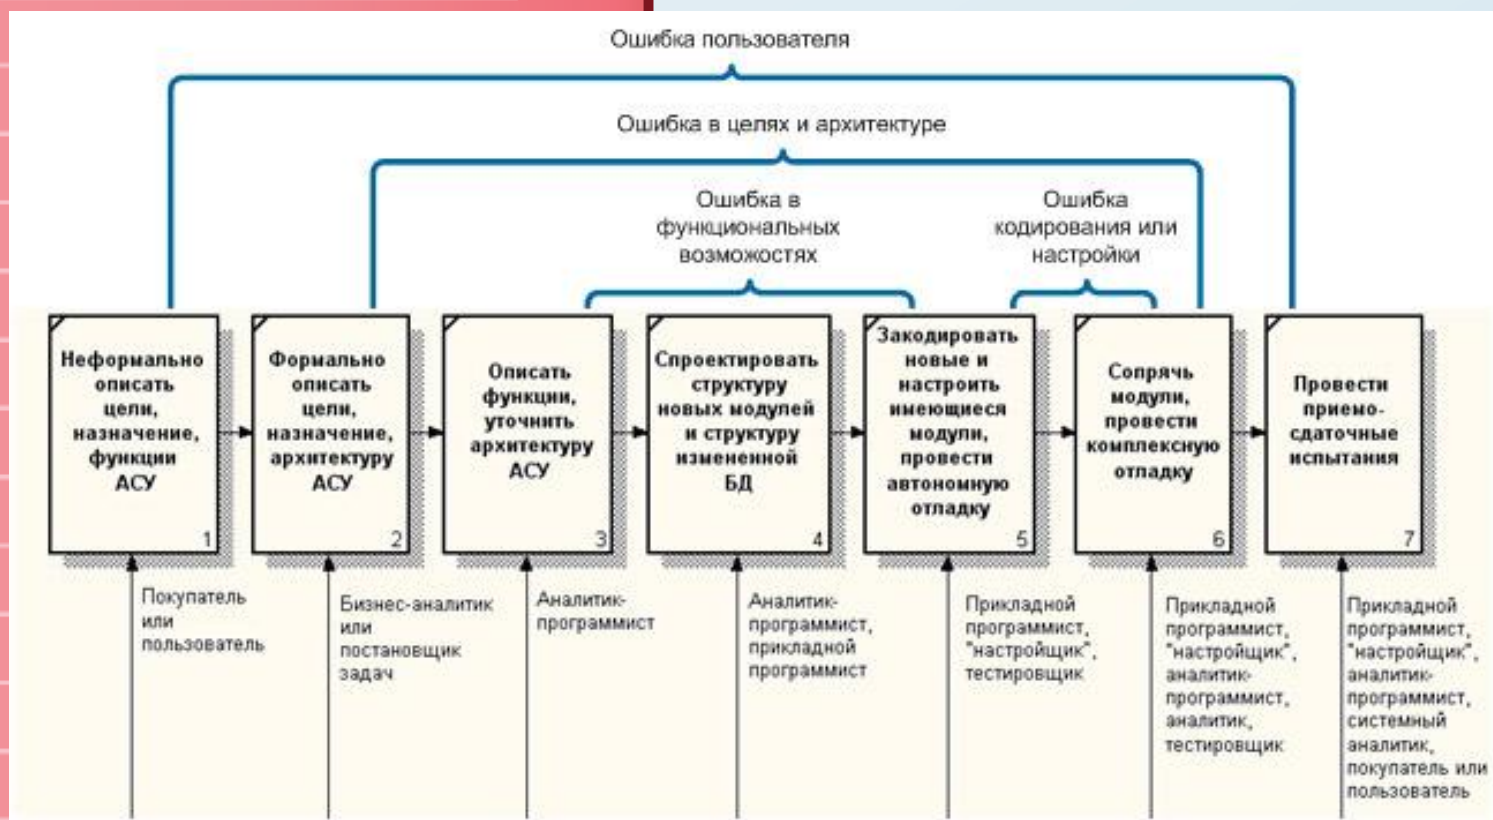 Ошибка пользователя
Ошибка в целях и архитектуре
Ошибка в
функциональных
возможостях
Ошибка
кодирования или
настройки
Неформально
описать
цели,
назначение,
функции
АСУ
1
Формально
описать
цели,
назначение,
архитектуру
АСУ
2
Описать
функции,
уточнить
архитектуру
АСУ
3
Спроектировать
структуру
новых модулей
и структуру
измененной
БД
4
Закодировать
новые и
настроить
имеющиеся
модули,
провести
автономную
отладку
5
Сопрячь
модули,
провести
комплексную
отладку
6
Провести
приемо-
сдаточные
испытания
7
Покупатель
или
пользователь
Бизнес-аналитик
или
постановщик
задач
Аналитик-
программист
Аналитик-
программист,
прикладной
программист
Прикладной
программист,
"настройщик",
тестировщик
Прикладной
программист,
"настройщик",
аналитик-
программист,
аналитик,
тестировщик
Прикладной
программист,
"настройщик",
аналитик-
программист,
системный
аналитик,
покупатель или
пользователь